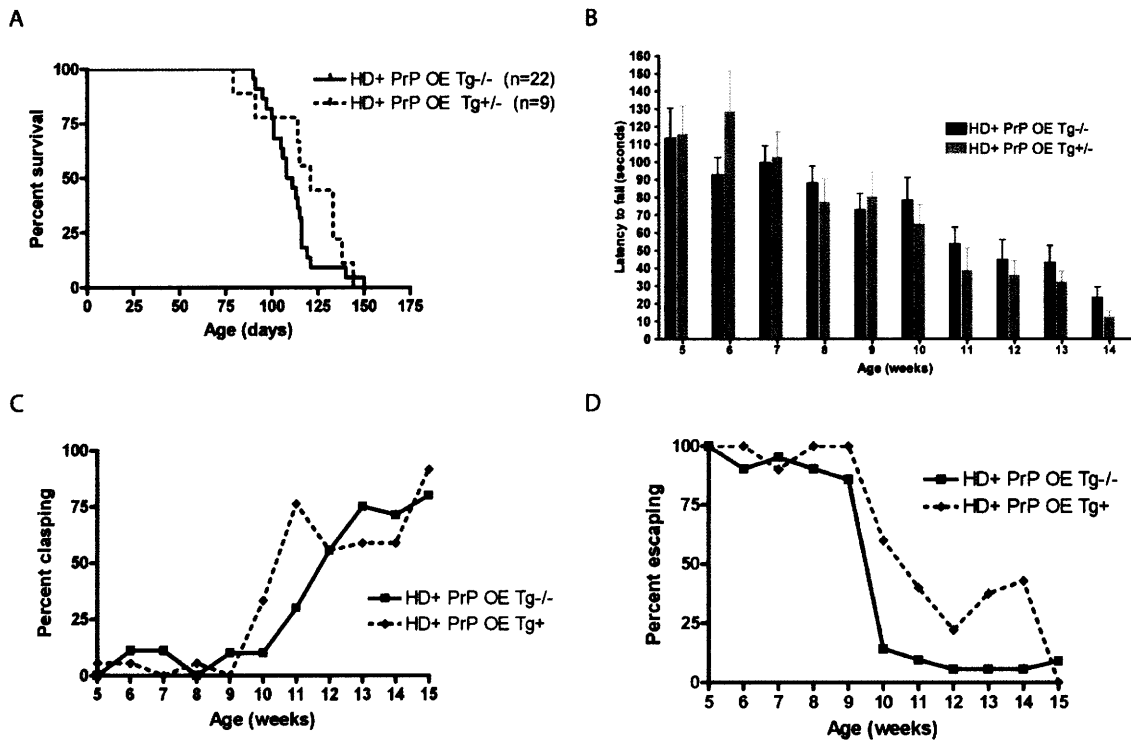 A
Percent survival
100
75
50
25
0
0 25 50 75 100 125 150 175
Age (days)
HD+ PrP OE Tg-/- (n=22)
HD+ PrP OE Tg+/- (n=9)
B
Latency to fall (seconds)
160
150
140
130
120
110
100
90
80
70
60
50
40
30
20
10
0
5 6 7 8 9 10 11 12 13 14
Age (weeks)
HD+ PrP OE Tg-/-
HD+ PrP OE Tg+/-
C
Percent clasping
100
75
50
25
0
5 6 7 8 9 10 11 12 13 14 15
Age (weeks)
HD+ PrP OE Tg-/-
HD+ PrP OE Tg+
D
Percent escaping
100
75
50
25
0
5 6 7 8 9 10 11 12 13 14 15
Age (weeks)
HD+ PrP OE Tg-/-
HD+ PrP OE Tg+